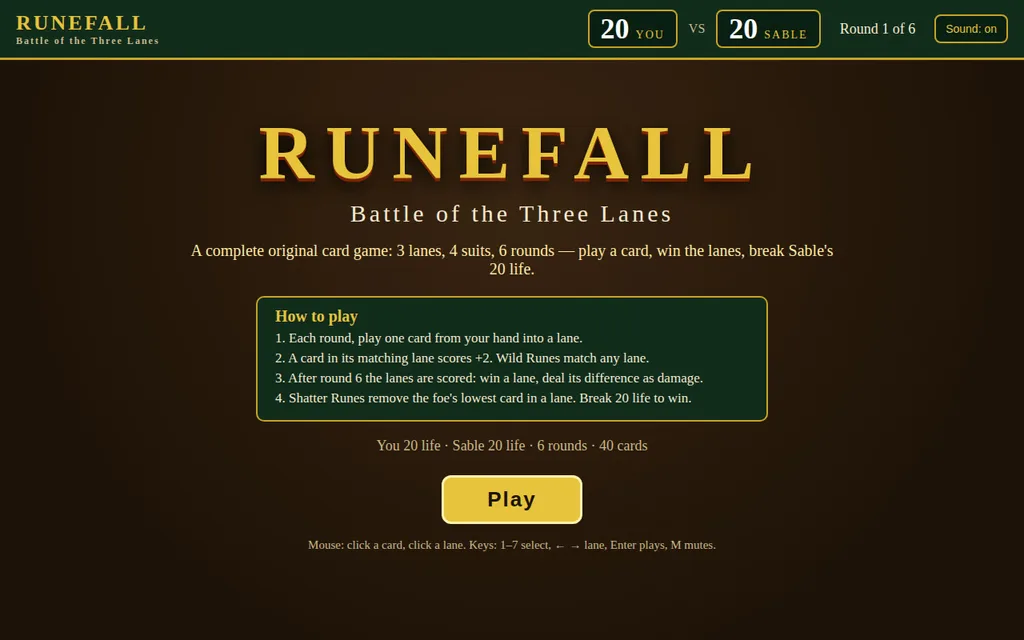 RUNEFALL
Battle of the Three Lanes
20 YOU
VS
20 SABLE
Round 1 of 6
Sound: on
RUNEFALL
Battle of the Three Lanes
A complete original card game: 3 lanes, 4 suits, 6 rounds — play a card, win the lanes, break Sable's
20 life.
How to play
1. Each round, play one card from your hand into a lane.
2. A card in its matching lane scores +2. Wild Runes match any lane.
3. After round 6 the lanes are scored: win a lane, deal its difference as damage.
4. Shatter Runes remove the foe's lowest card in a lane. Break 20 life to win.
You 20 life · Sable 20 life · 6 rounds · 40 cards
Play
Mouse: click a card, click a lane. Keys: 1–7 select, ← → lane, Enter plays, M mutes.